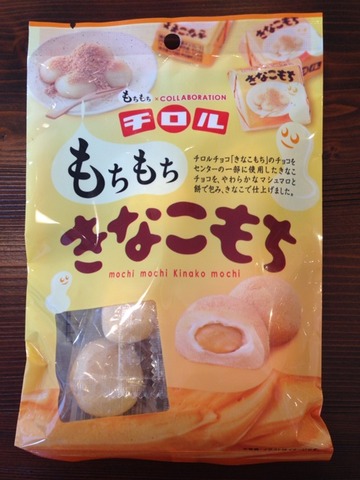 きなこもち
もちもち × COLLABORATION
チロル
もちもち
チロルチョコ「きなこもち」のチョコを
センターの一部に使用したきなこ
チョコを、やわらかなマシュマロと
餅で包み、きなこで仕上げました。
きなこもち
mochi mochi Kinako mochi